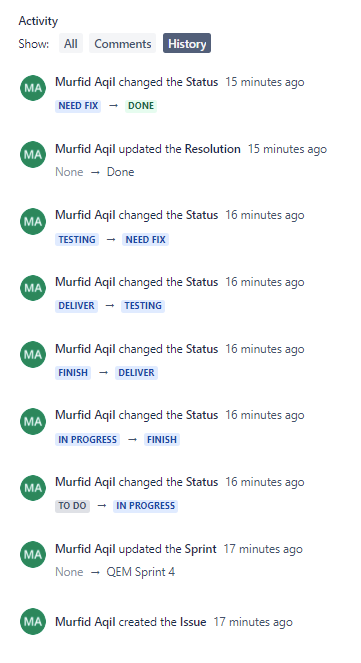 Activity
Show: All Comments History
MA Murfid Aqil changed the Status 15 minutes ago
NEED FIX → DONE
MA Murfid Aqil updated the Resolution 15 minutes ago
None → Done
MA Murfid Aqil changed the Status 16 minutes ago
TESTING → NEED FIX
MA Murfid Aqil changed the Status 16 minutes ago
DELIVER → TESTING
MA Murfid Aqil changed the Status 16 minutes ago
FINISH → DELIVER
MA Murfid Aqil changed the Status 16 minutes ago
IN PROGRESS → FINISH
MA Murfid Aqil changed the Status 16 minutes ago
TO DO → IN PROGRESS
MA Murfid Aqil updated the Sprint 17 minutes ago
None → QEM Sprint 4
MA Murfid Aqil created the Issue 17 minutes ago